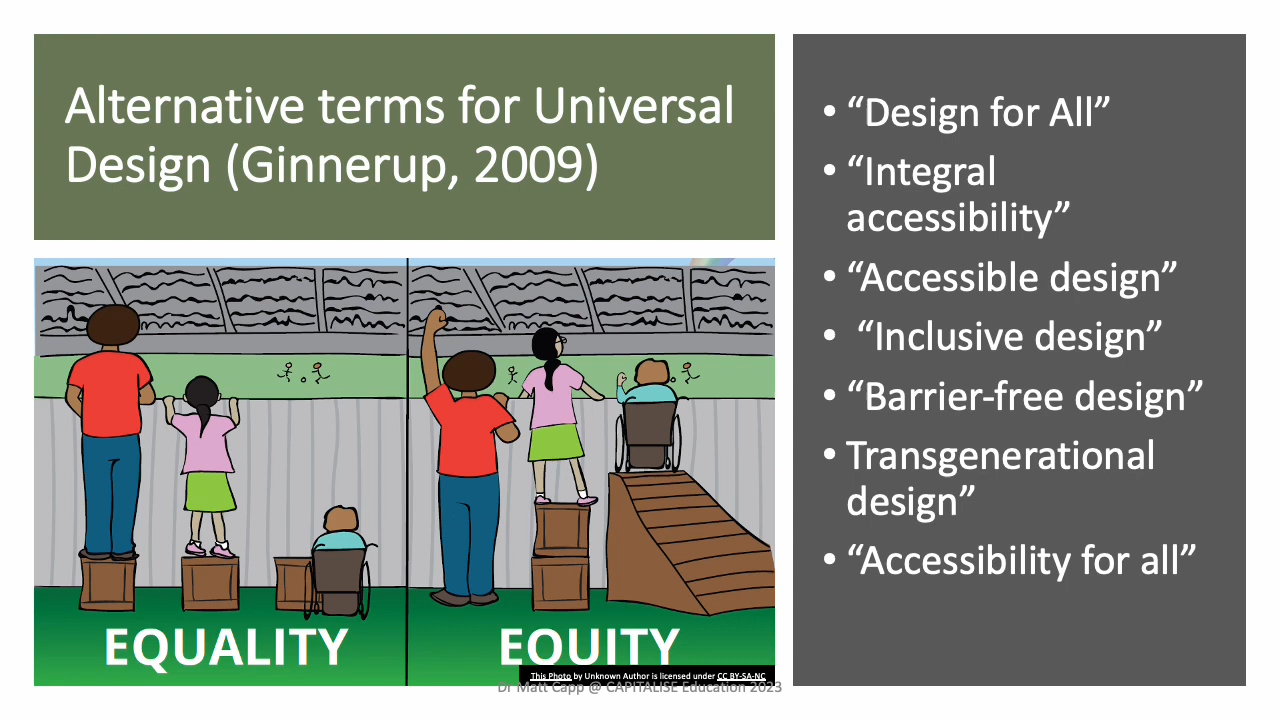 Alternative terms for Universal
Design (Ginnerup, 2009)
• “Design for All”
• “Integral
accessibility”
• “Accessible design”
• “Inclusive design”
• “Barrier-free design”
• Transgenerational
design”
• “Accessibility for all”
EQUALITY
EQUITY
This Photo by Unknown Author is licensed under CC BY-SA-NC
Dr Matt Capp @ CAPITALISE Education 2023